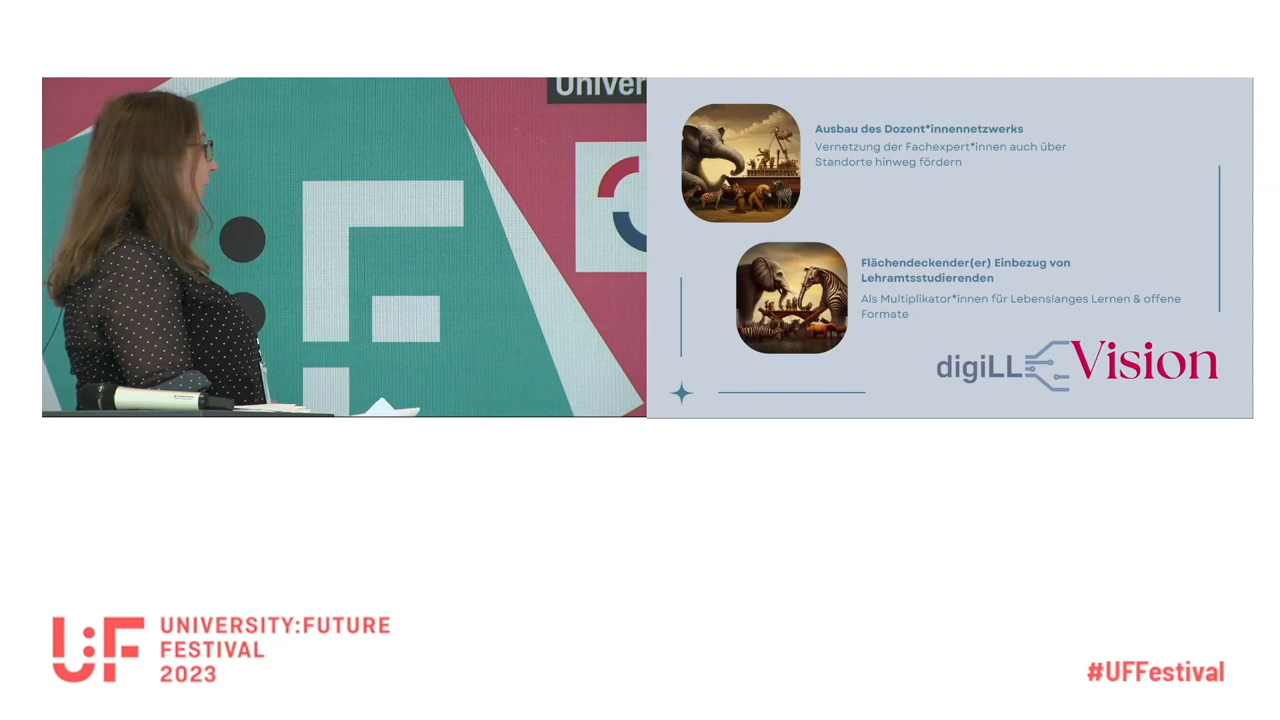 Univer
Ausbau des Dozent*innennetzwerks
Vernetzung der Fachexpert*innen auch über
Standorte hinweg fördern
Flächendeckender(er) Einbezug von
Lehramtsstudierenden
Als Multiplikator*innen für Lebenslanges Lernen & offene
Formate
digiLL Vision
U:F UNIVERSITY:FUTURE
FESTIVAL
2023
#UFFestival